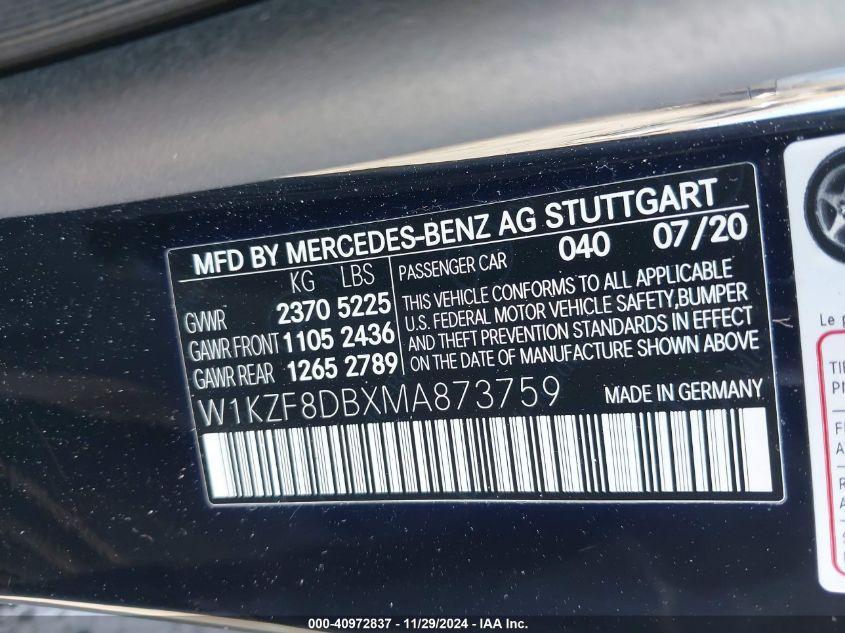 MFD BY MERCEDES-BENZ AG STUTTGART
KG LBS
GVWR 2370 5225
GAWR FRONT 1105 2436
GAWR REAR 1265 2789
PASSENGER CAR 040 07/20
THIS VEHICLE CONFORMS TO ALL APPLICABLE
U.S. FEDERAL MOTOR VEHICLE SAFETY,BUMPER
AND THEFT PREVENTION STANDARDS IN EFFECT
ON THE DATE OF MANUFACTURE SHOWN ABOVE
W1KZF8DBXMA873759 MADE IN GERMANY
Le
000-40972837 - 11/29/2024 - IAA Inc.